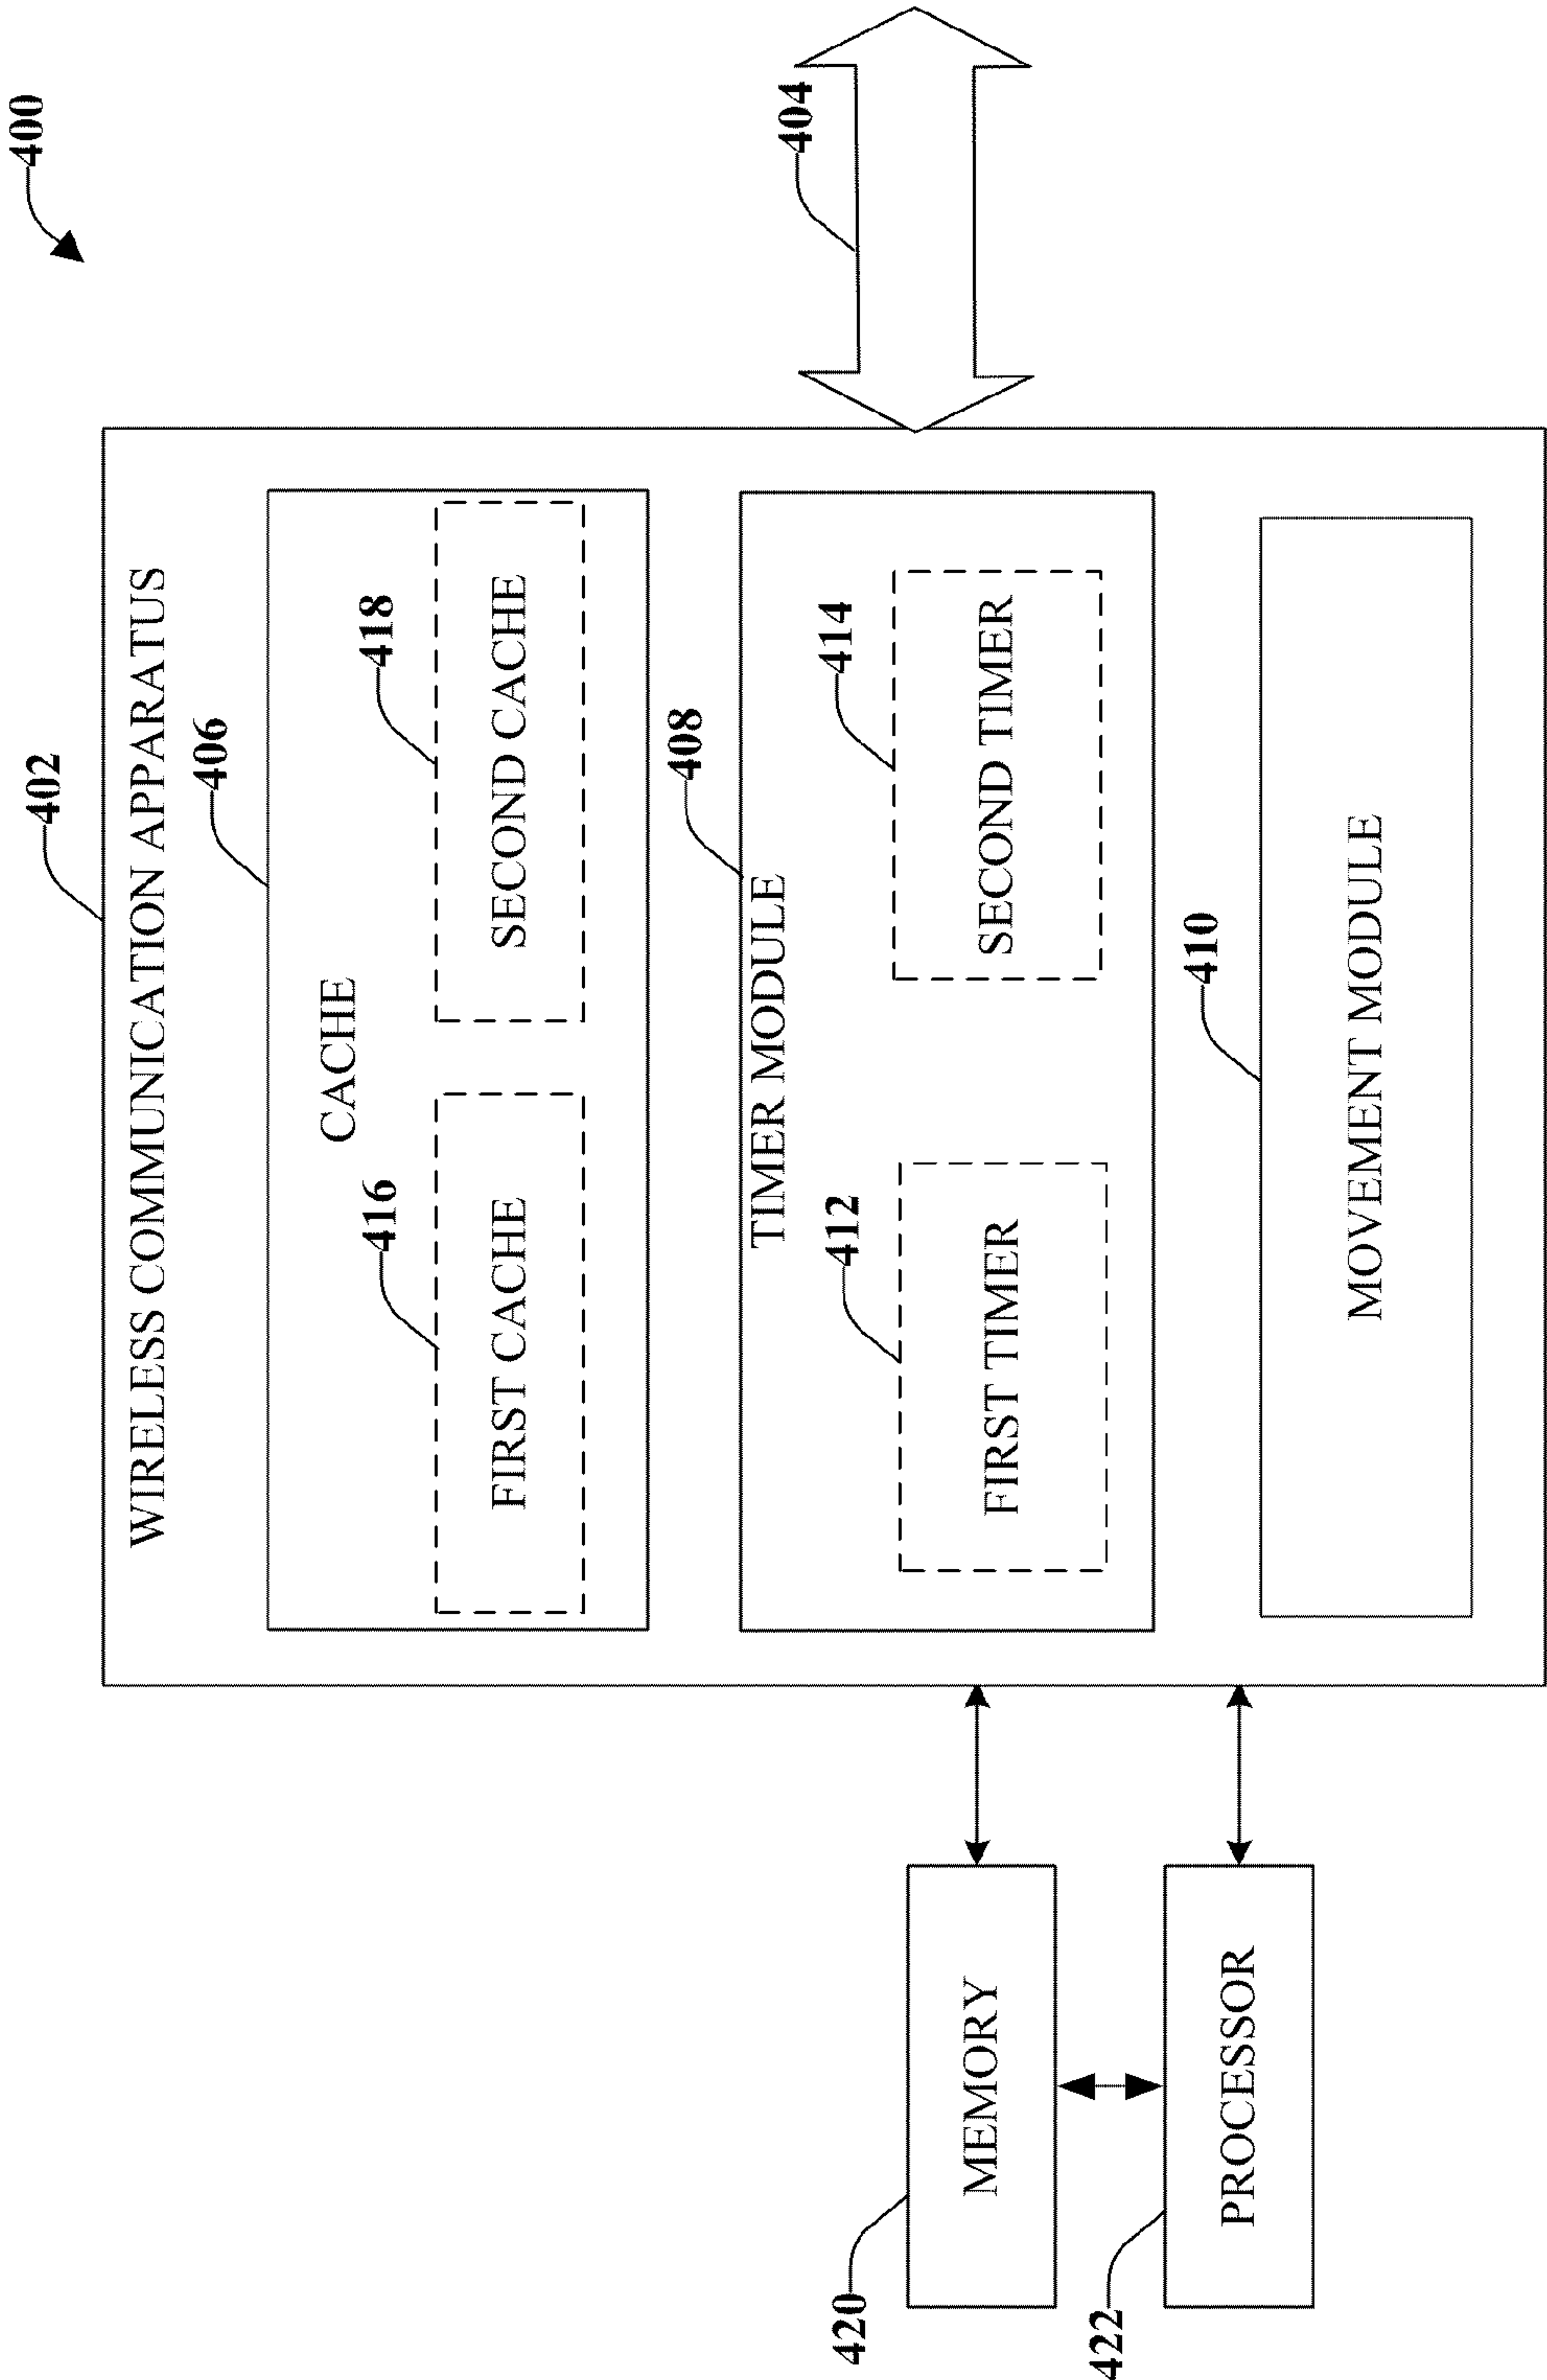 400
402
WIRELESS COMMUNICATION APPARATUS
406
CACHE
416
418
FIRST CACHE
SECOND CACHE
408
TIMER MODULE
404
412
414
FIRST TIMER
SECOND TIMER
410
MOVEMENT MODULE
420
MEMORY
422
PROCESSOR